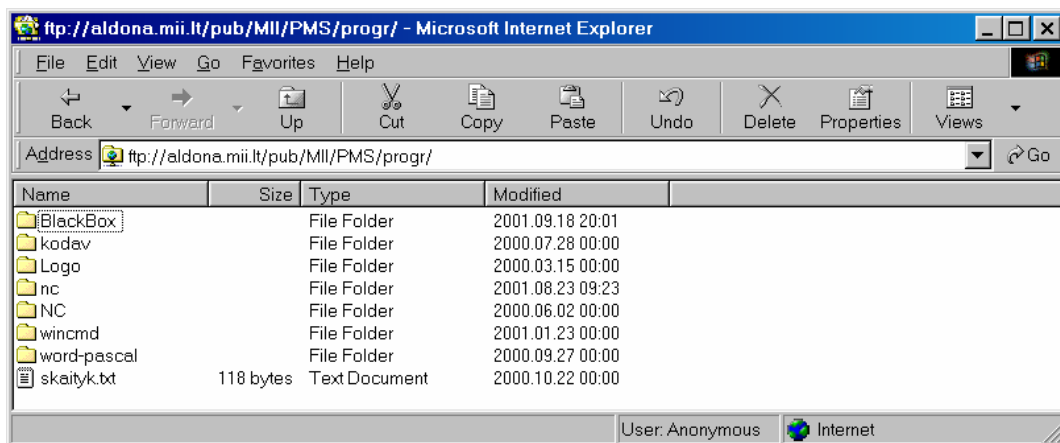 ftp://aldona.mii.lt/pub/MII/PMS/progr/ - Microsoft Internet Explorer
File Edit View Go Favorites Help
Back Forward Up Cut Copy Paste Undo Delete Properties Views
Address ftp://aldona.mii.lt/pub/MII/PMS/progr/ Go
Name Size Type Modified
BlackBox File Folder 2001.09.18 20:01
kodav File Folder 2000.07.28 00:00
Logo File Folder 2000.03.15 00:00
nc File Folder 2001.08.23 09:23
NC File Folder 2000.06.02 00:00
wincmd File Folder 2001.01.23 00:00
word-pascal File Folder 2000.09.27 00:00
skaityk.txt 118 bytes Text Document 2000.10.22 00:00
User: Anonymous Internet